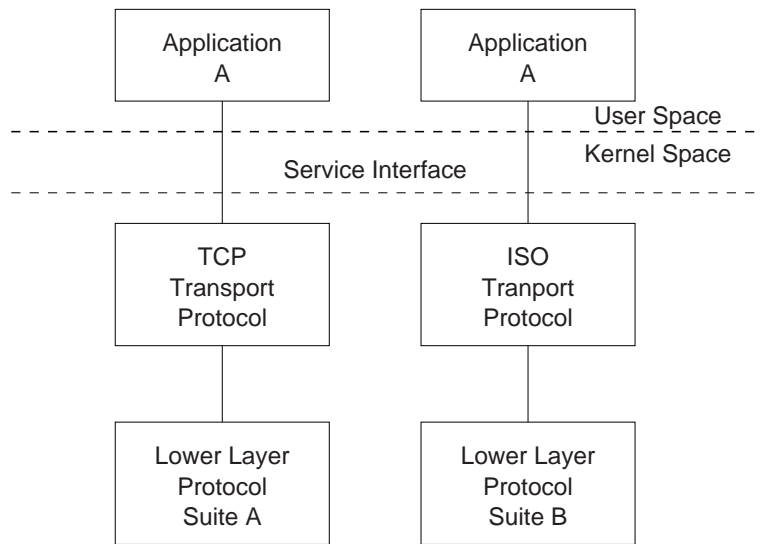 Application
A
Application
A
User Space
Kernel Space
Service Interface
TCP
Transport
Protocol
ISO
Tranport
Protocol
Lower Layer
Protocol
Suite A
Lower Layer
Protocol
Suite B